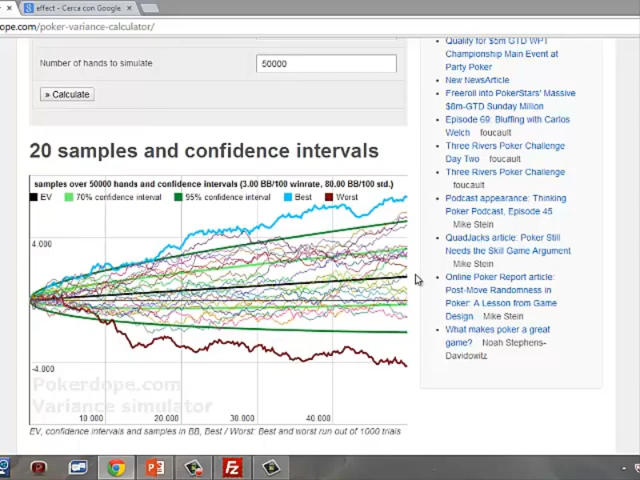 effect - Cerca con Google
dope.com/poker-variance-calculator/
Number of hands to simulate
50000
» Calculate
20 samples and confidence intervals
samples over 50000 hands and confidence intervals (3.00 BB/100 winrate, 80.00 BB/100 std.)
EV 70% confidence interval 95% confidence interval Best Worst
4.000
-4.000
10.000 20.000 30.000 40.000
Pokerdope.com
Variance simulator
EV, confidence intervals and samples in BB, Best / Worst: Best and worst run out of 1000 trials
Qualify for $5m GTD WPT
Championship Main Event at
Party Poker
New NewsArticle
Freeroll into PokerStars' Massive
$8m-GTD Sunday Million
Episode 69: Bluffing with Carlos
Welch foucault
Three Rivers Poker Challenge
Day Two foucault
Three Rivers Poker Challenge
foucault
Podcast appearance: Thinking
Poker Podcast, Episode 45
Mike Stein
QuadJacks article: Poker Still
Needs the Skill Game Argument
Mike Stein
Online Poker Report article:
Post-Move Randomness in
Poker: A Lesson from Game
Design Mike Stein
What makes poker a great
game? Noah Stephens-
Davidowitz